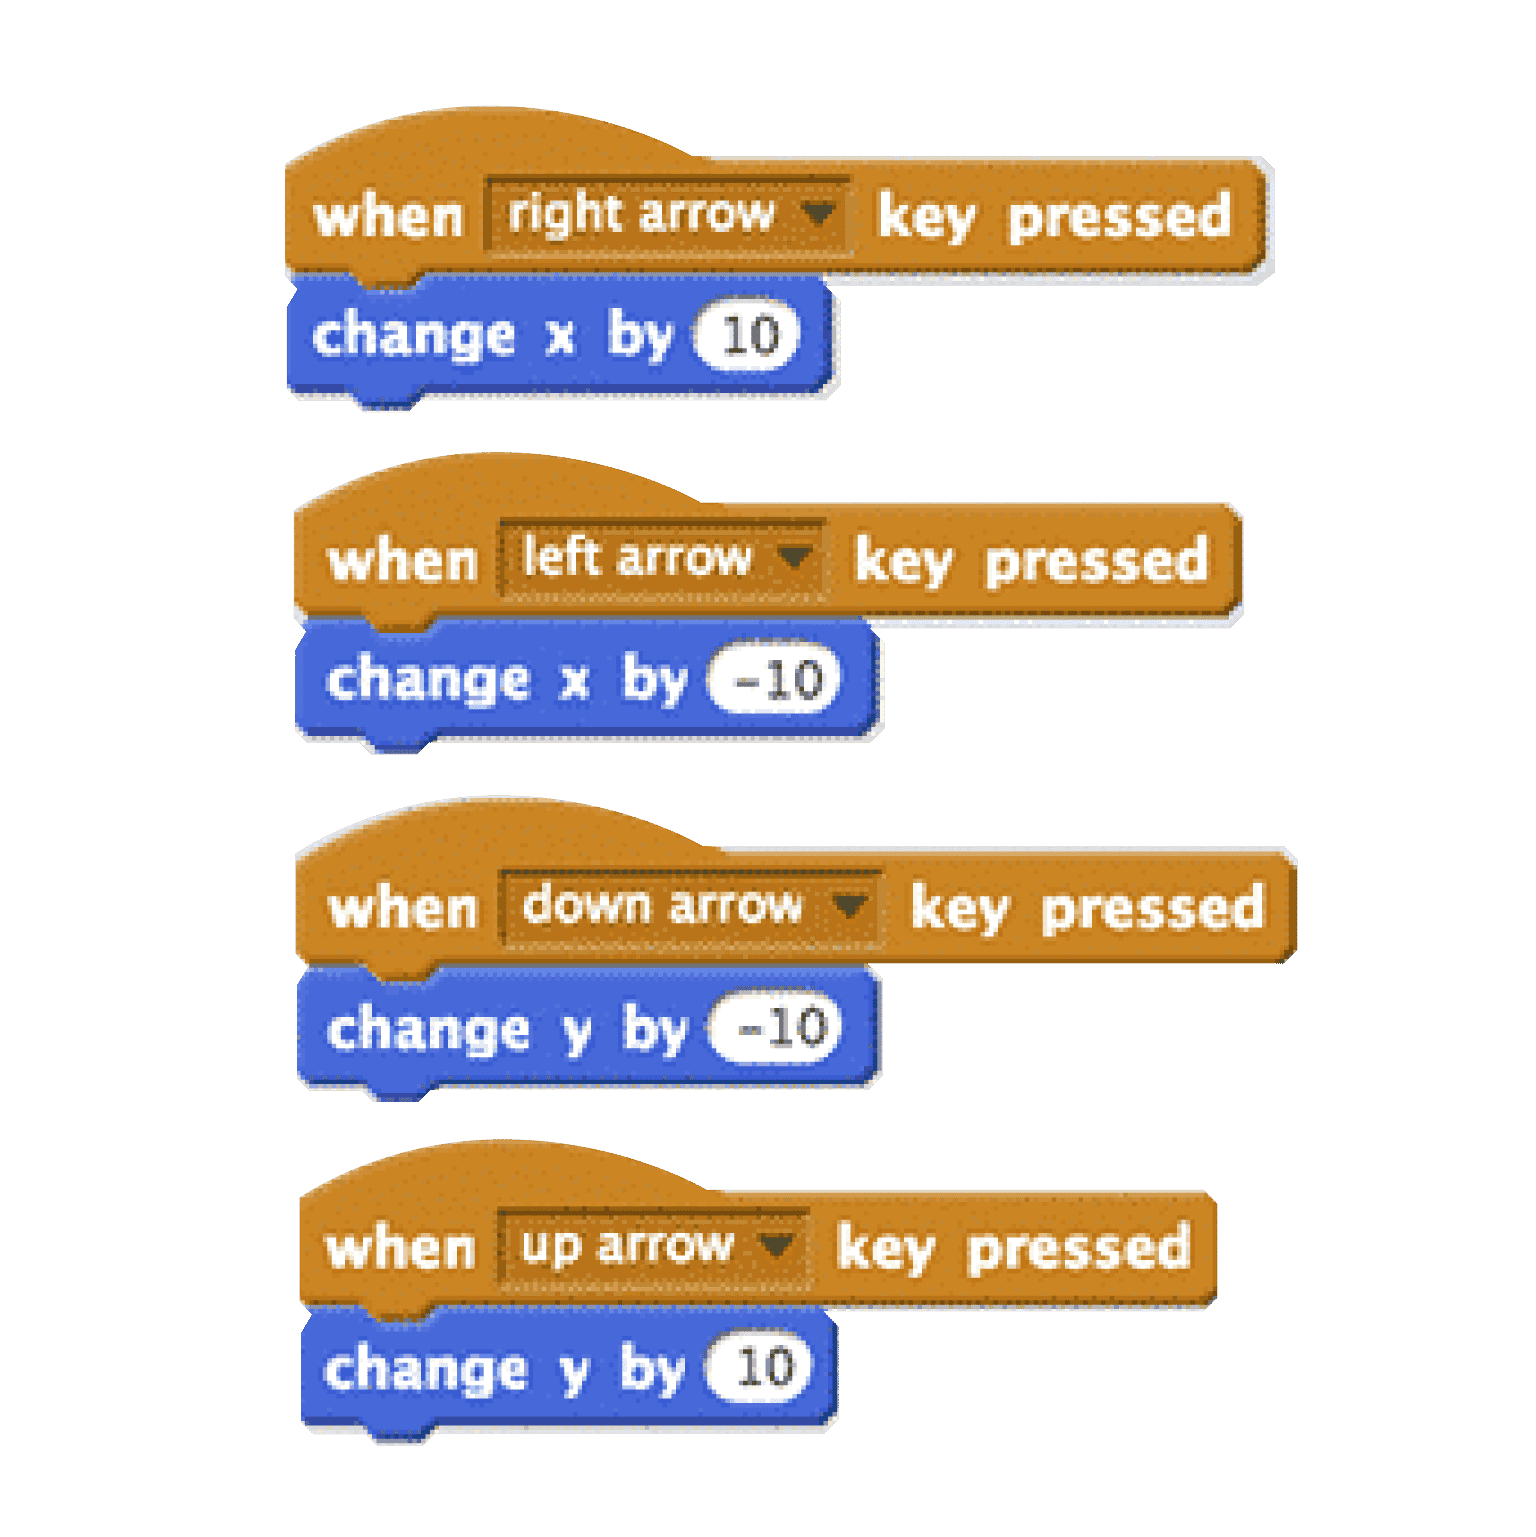 when right arrow key pressed
change x by 10
when left arrow key pressed
change x by -10
when down arrow key pressed
change y by -10
when up arrow key pressed
change y by 10